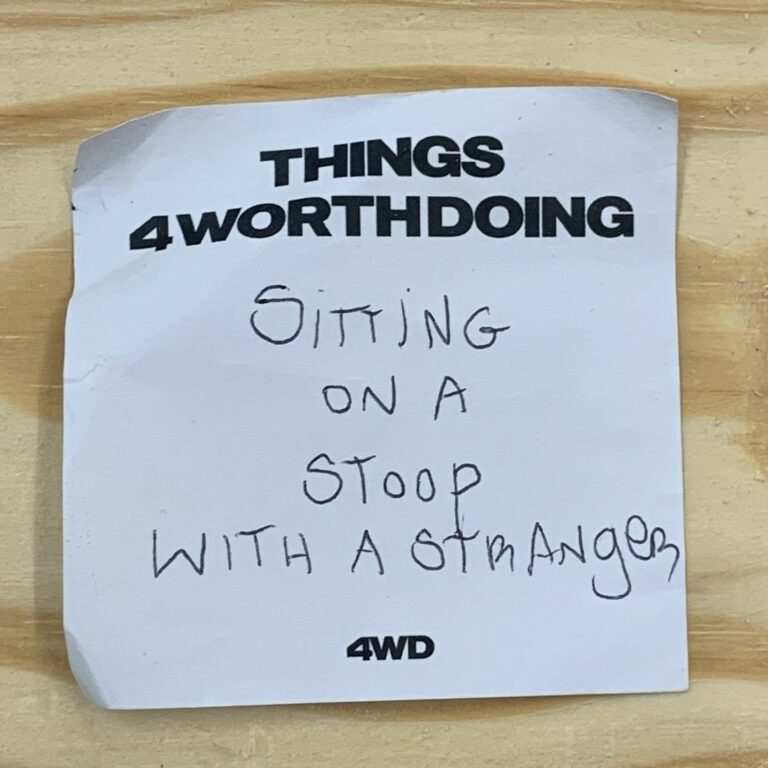 THINGS
4WORTHDOING
SiTTiNG
ON A
STOOP
WITH A STRANgeR
4WD